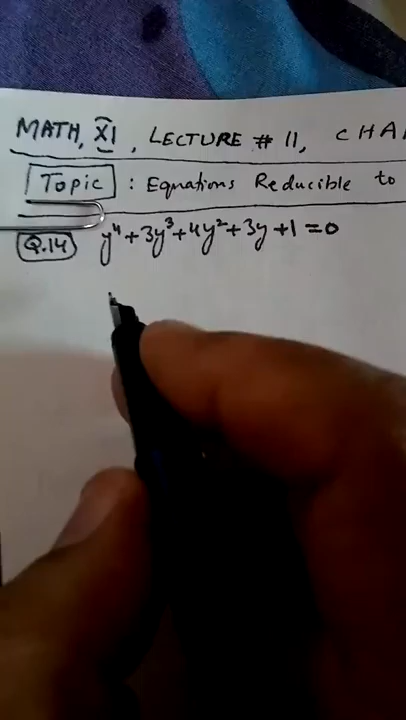 MATH, XI, LECTURE # 11, CHA
Topic : Equations Reducible to
Q.14 y⁴+3y³+4y²+3y+1=0